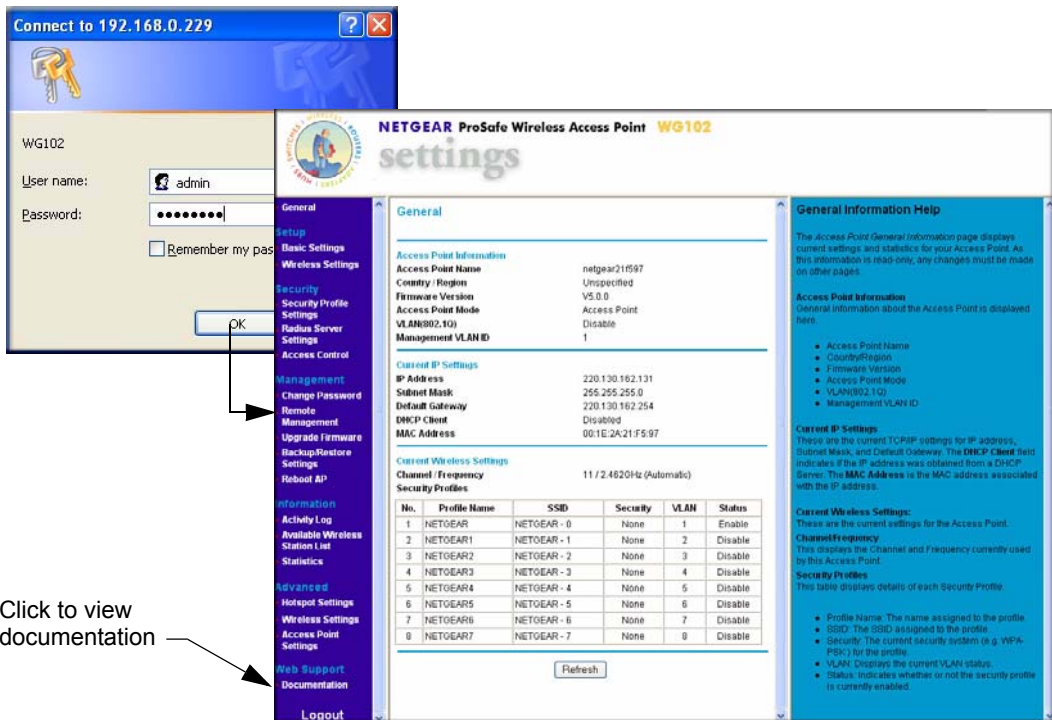 Connect to 192.168.0.229
WG102
User name:
admin
Password:
Remember my pas
OK
NETGEAR ProSafe Wireless Access Point WG102
settings
General
Setup
Basic Settings
Wireless Settings
Security
Security Profile
Settings
Radius Server
Settings
Access Control
Management
Change Password
Remote
Management
Upgrade Firmware
Backup/Restore
Settings
Reboot AP
Information
Activity Log
Available Wireless
Station List
Statistics
Advanced
Hotspot Settings
Wireless Settings
Access Point
Settings
Web Support
Documentation
Logout
Click to view
documentation
General
Access Point Information
Access Point Name netgear21f597
Country / Region Unspecified
Firmware Version V5.0.0
Access Point Mode Access Point
VLAN(802.1Q) Disable
Management VLAN ID 1
Current IP Settings
IP Address 220.130.162.131
Subnet Mask 255.255.255.0
Default Gateway 220.130.162.254
DHCP Client Disabled
MAC Address 00:1E:2A:21:F5:97
Current Wireless Settings
Channel / Frequency 11 / 2.462GHz (Automatic)
Security Profiles
No. Profile Name SSID Security VLAN Status
1 NETGEAR NETGEAR - 0 None 1 Enable
2 NETGEAR1 NETGEAR - 1 None 2 Disable
3 NETGEAR2 NETGEAR - 2 None 3 Disable
4 NETGEAR3 NETGEAR - 3 None 4 Disable
5 NETGEAR4 NETGEAR - 4 None 5 Disable
6 NETGEAR5 NETGEAR - 5 None 6 Disable
7 NETGEAR6 NETGEAR - 6 None 7 Disable
8 NETGEAR7 NETGEAR - 7 None 8 Disable
Refresh
General Information Help
The Access Point General Information page displays
current settings and statistics for your Access Point. As
this information is read-only, any changes must be made
on other pages.
Access Point Information
General information about the Access Point is displayed
here.
Access Point Name
Country/Region
Firmware Version
Access Point Mode
VLAN(802.1Q)
Management VLAN ID
Current IP Settings
These are the current TCP/IP settings for IP address,
Subnet Mask, and Default Gateway. The DHCP Client field
indicates if the IP address was obtained from a DHCP
Server. The MAC Address is the MAC address associated
with the IP address.
Current Wireless Settings:
These are the current settings for the Access Point.
Channel/Frequency
This displays the Channel and Frequency currently used
by this Access Point.
Security Profiles
This table displays details of each Security Profile.
Profile Name: The name assigned to the profile.
SSID: The SSID assigned to the profile.
Security: The current security system (e.g. WPA-
PSK ) for the profile.
VLAN: Displays the current VLAN status.
Status: Indicates whether or not the security profile
is currently enabled.